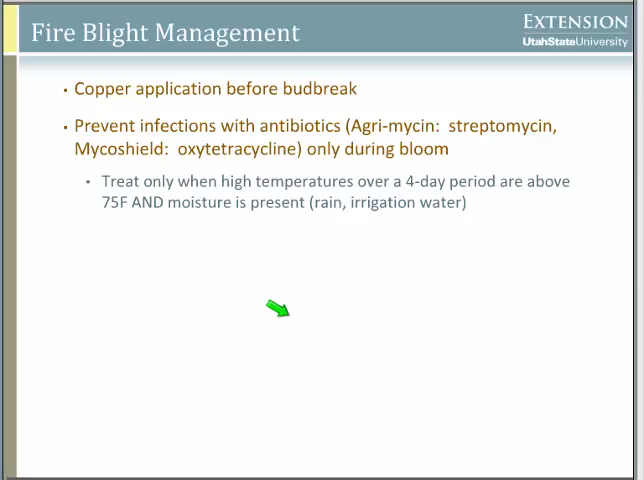 Fire Blight Management
EXTENSION
UtahStateUniversity
▪ Copper application before budbreak
▪ Prevent infections with antibiotics (Agri-mycin: streptomycin,
Mycoshield: oxytetracycline) only during bloom
▪ Treat only when high temperatures over a 4-day period are above
75F AND moisture is present (rain, irrigation water)